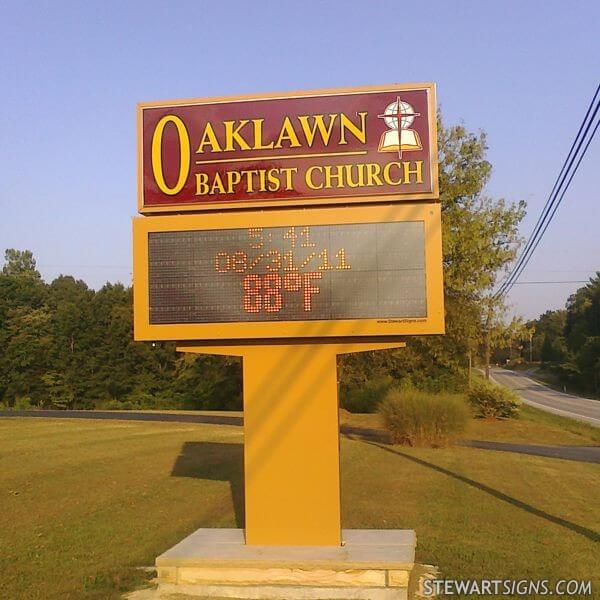 OAKLAWN
BAPTIST CHURCH
5:41
08/31/11
88°F
www.StewartSigns.com
STEWARTSIGNS.COM